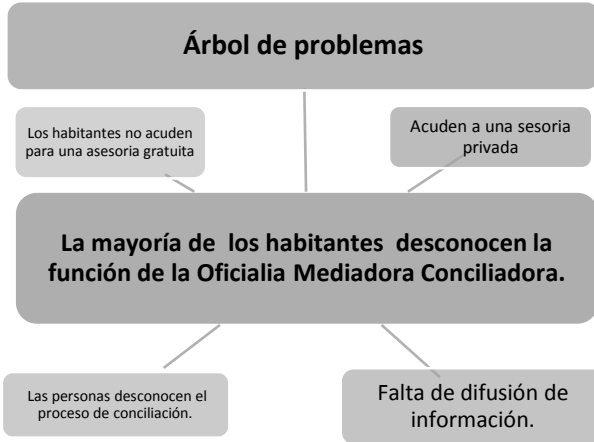 Árbol de problemas
Los habitantes no acuden
para una asesoria gratuita
Acuden a una sesoria
privada
La mayoría de los habitantes desconocen la
función de la Oficialia Mediadora Conciliadora.
Las personas desconocen el
proceso de conciliación.
Falta de difusión de
información.